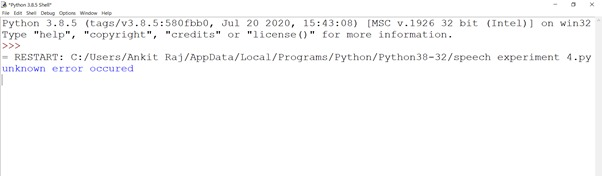 *Python 3.8.5 Shell*
File Edit Shell Debug Options Window Help
Python 3.8.5 (tags/v3.8.5:580fbb0, Jul 20 2020, 15:43:08) [MSC v.1926 32 bit (Intel)] on win32
Type "help", "copyright", "credits" or "license()" for more information.
>>>
= RESTART: C:/Users/Ankit Raj/AppData/Local/Programs/Python/Python38-32/speech experiment 4.py
unknown error occured